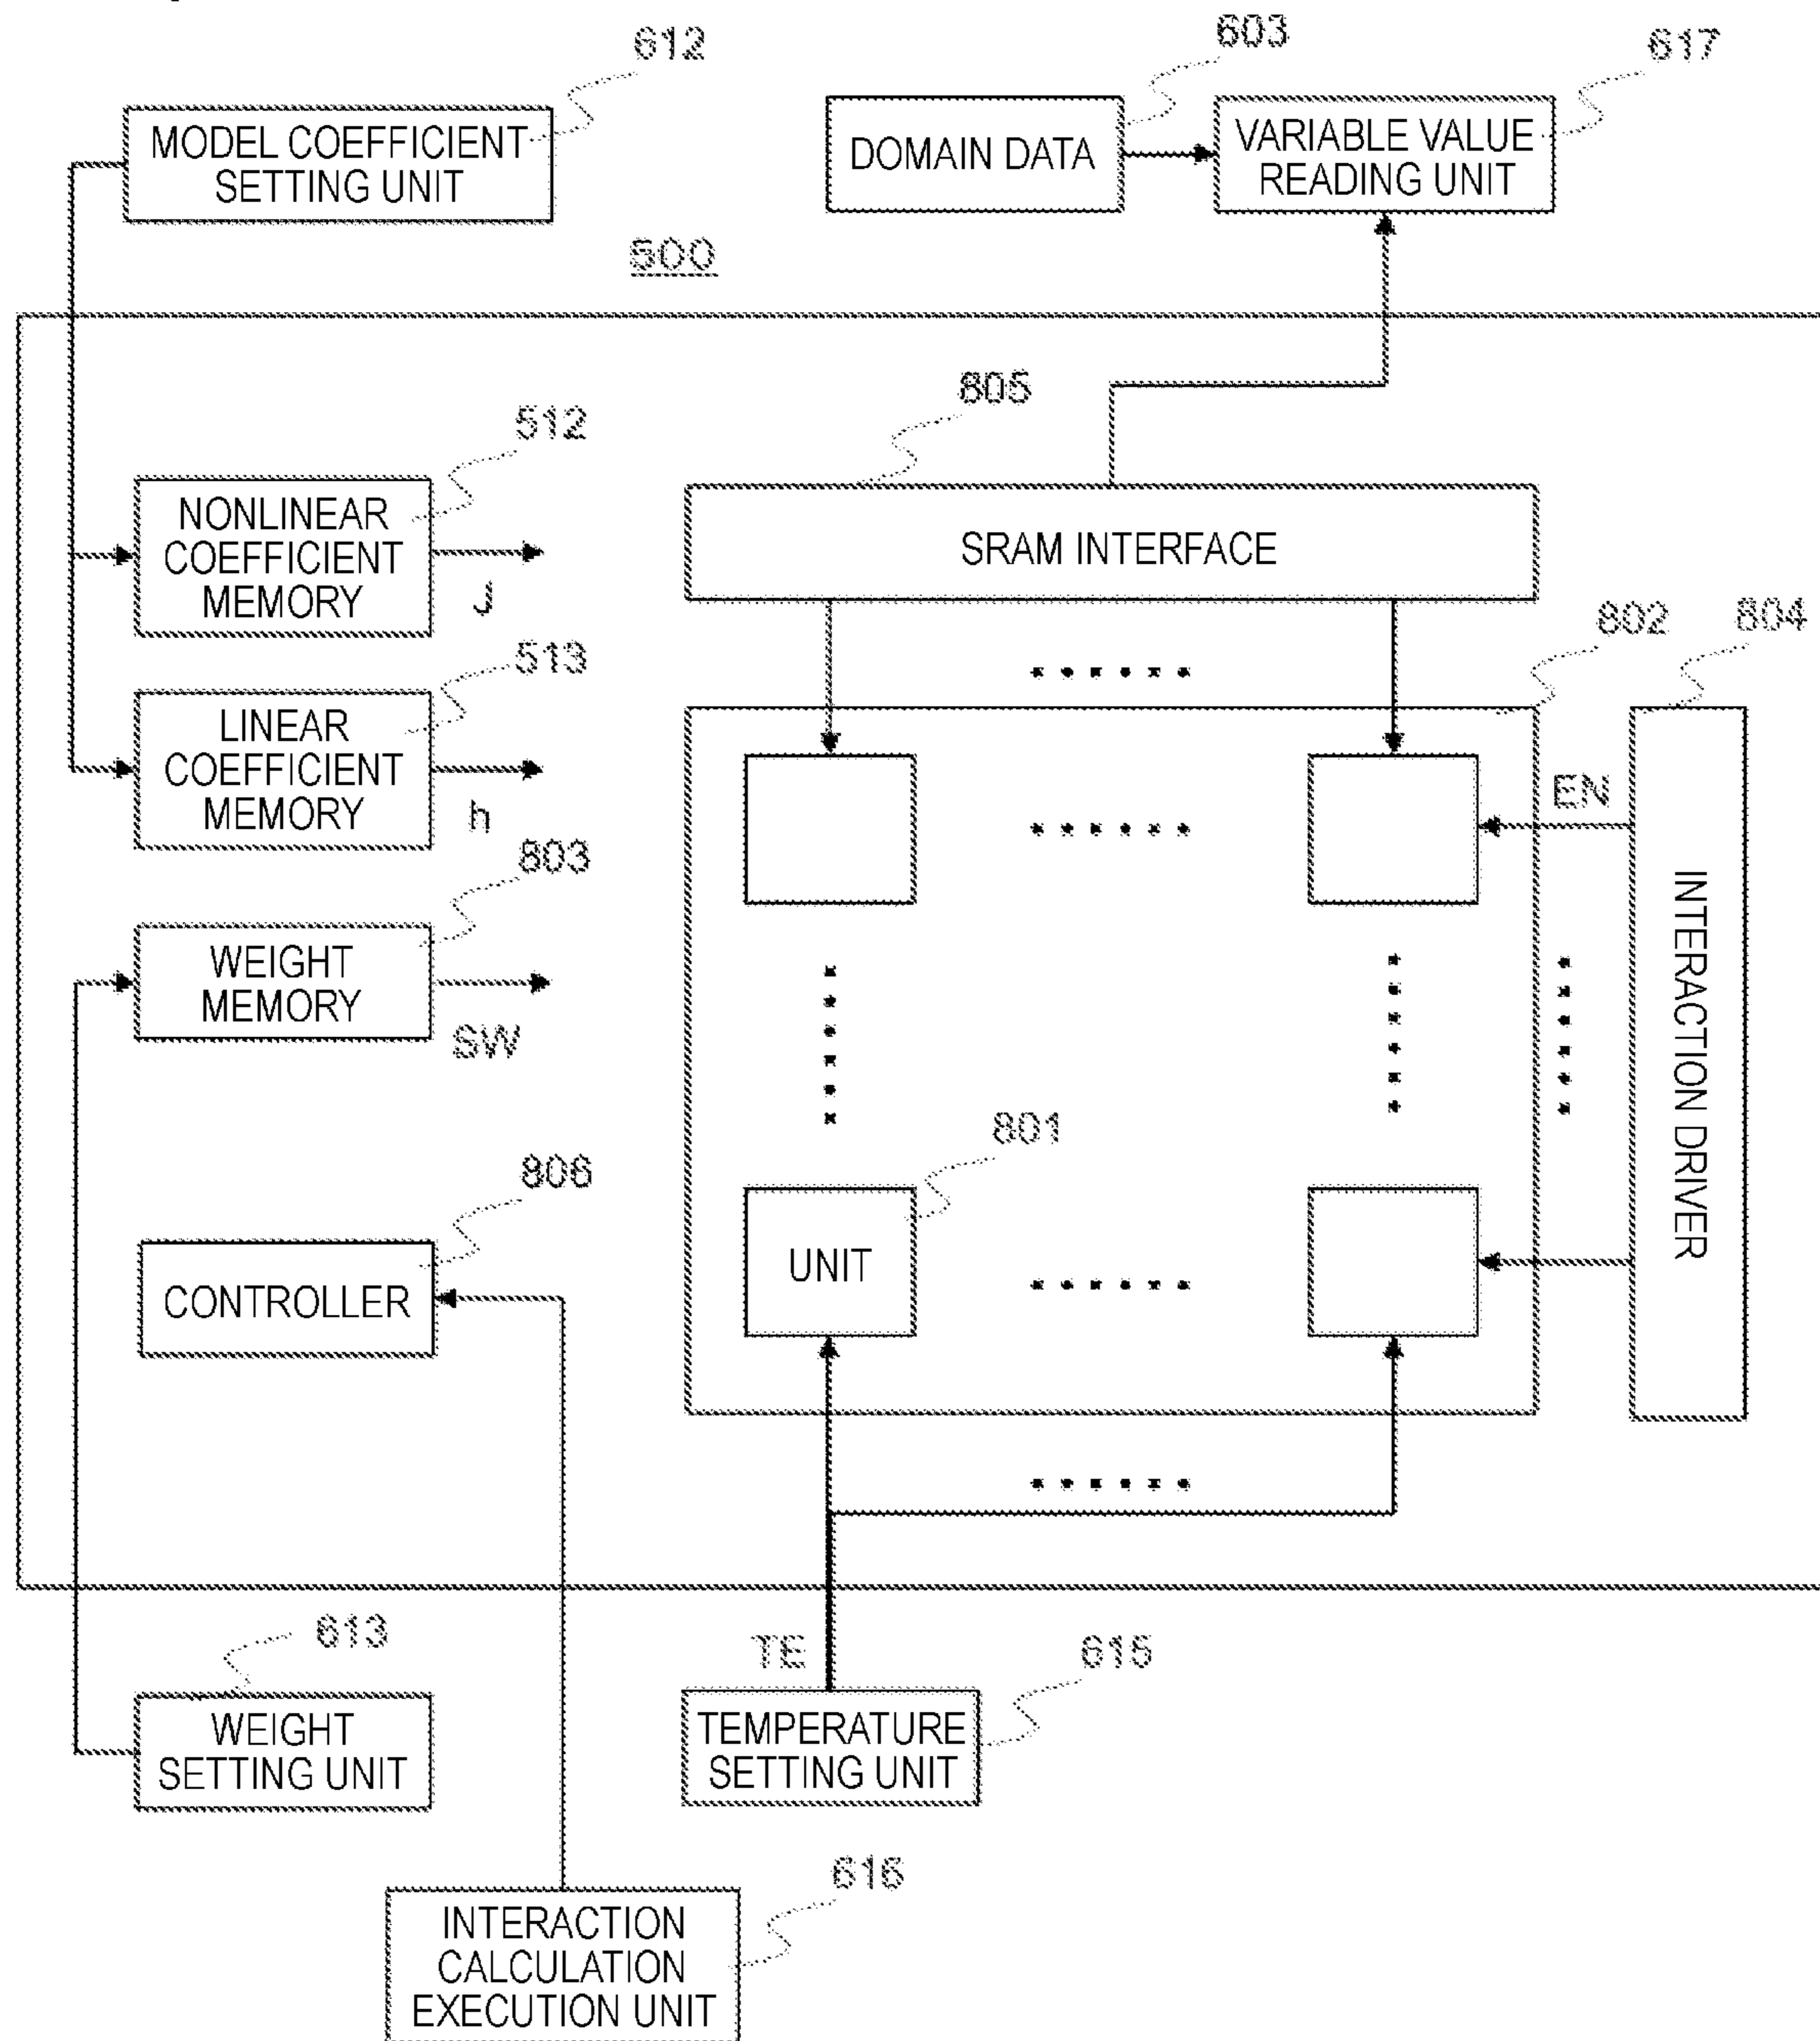 612
603
617
MODEL COEFFICIENT
SETTING UNIT
DOMAIN DATA
VARIABLE VALUE
READING UNIT
500
805
512
NONLINEAR
COEFFICIENT
MEMORY
J
SRAM INTERFACE
802
804
513
LINEAR
COEFFICIENT
MEMORY
h
EN
803
WEIGHT
MEMORY
SW
INTERACTION DRIVER
801
UNIT
806
CONTROLLER
613
WEIGHT
SETTING UNIT
TE
615
TEMPERATURE
SETTING UNIT
616
INTERACTION
CALCULATION
EXECUTION UNIT